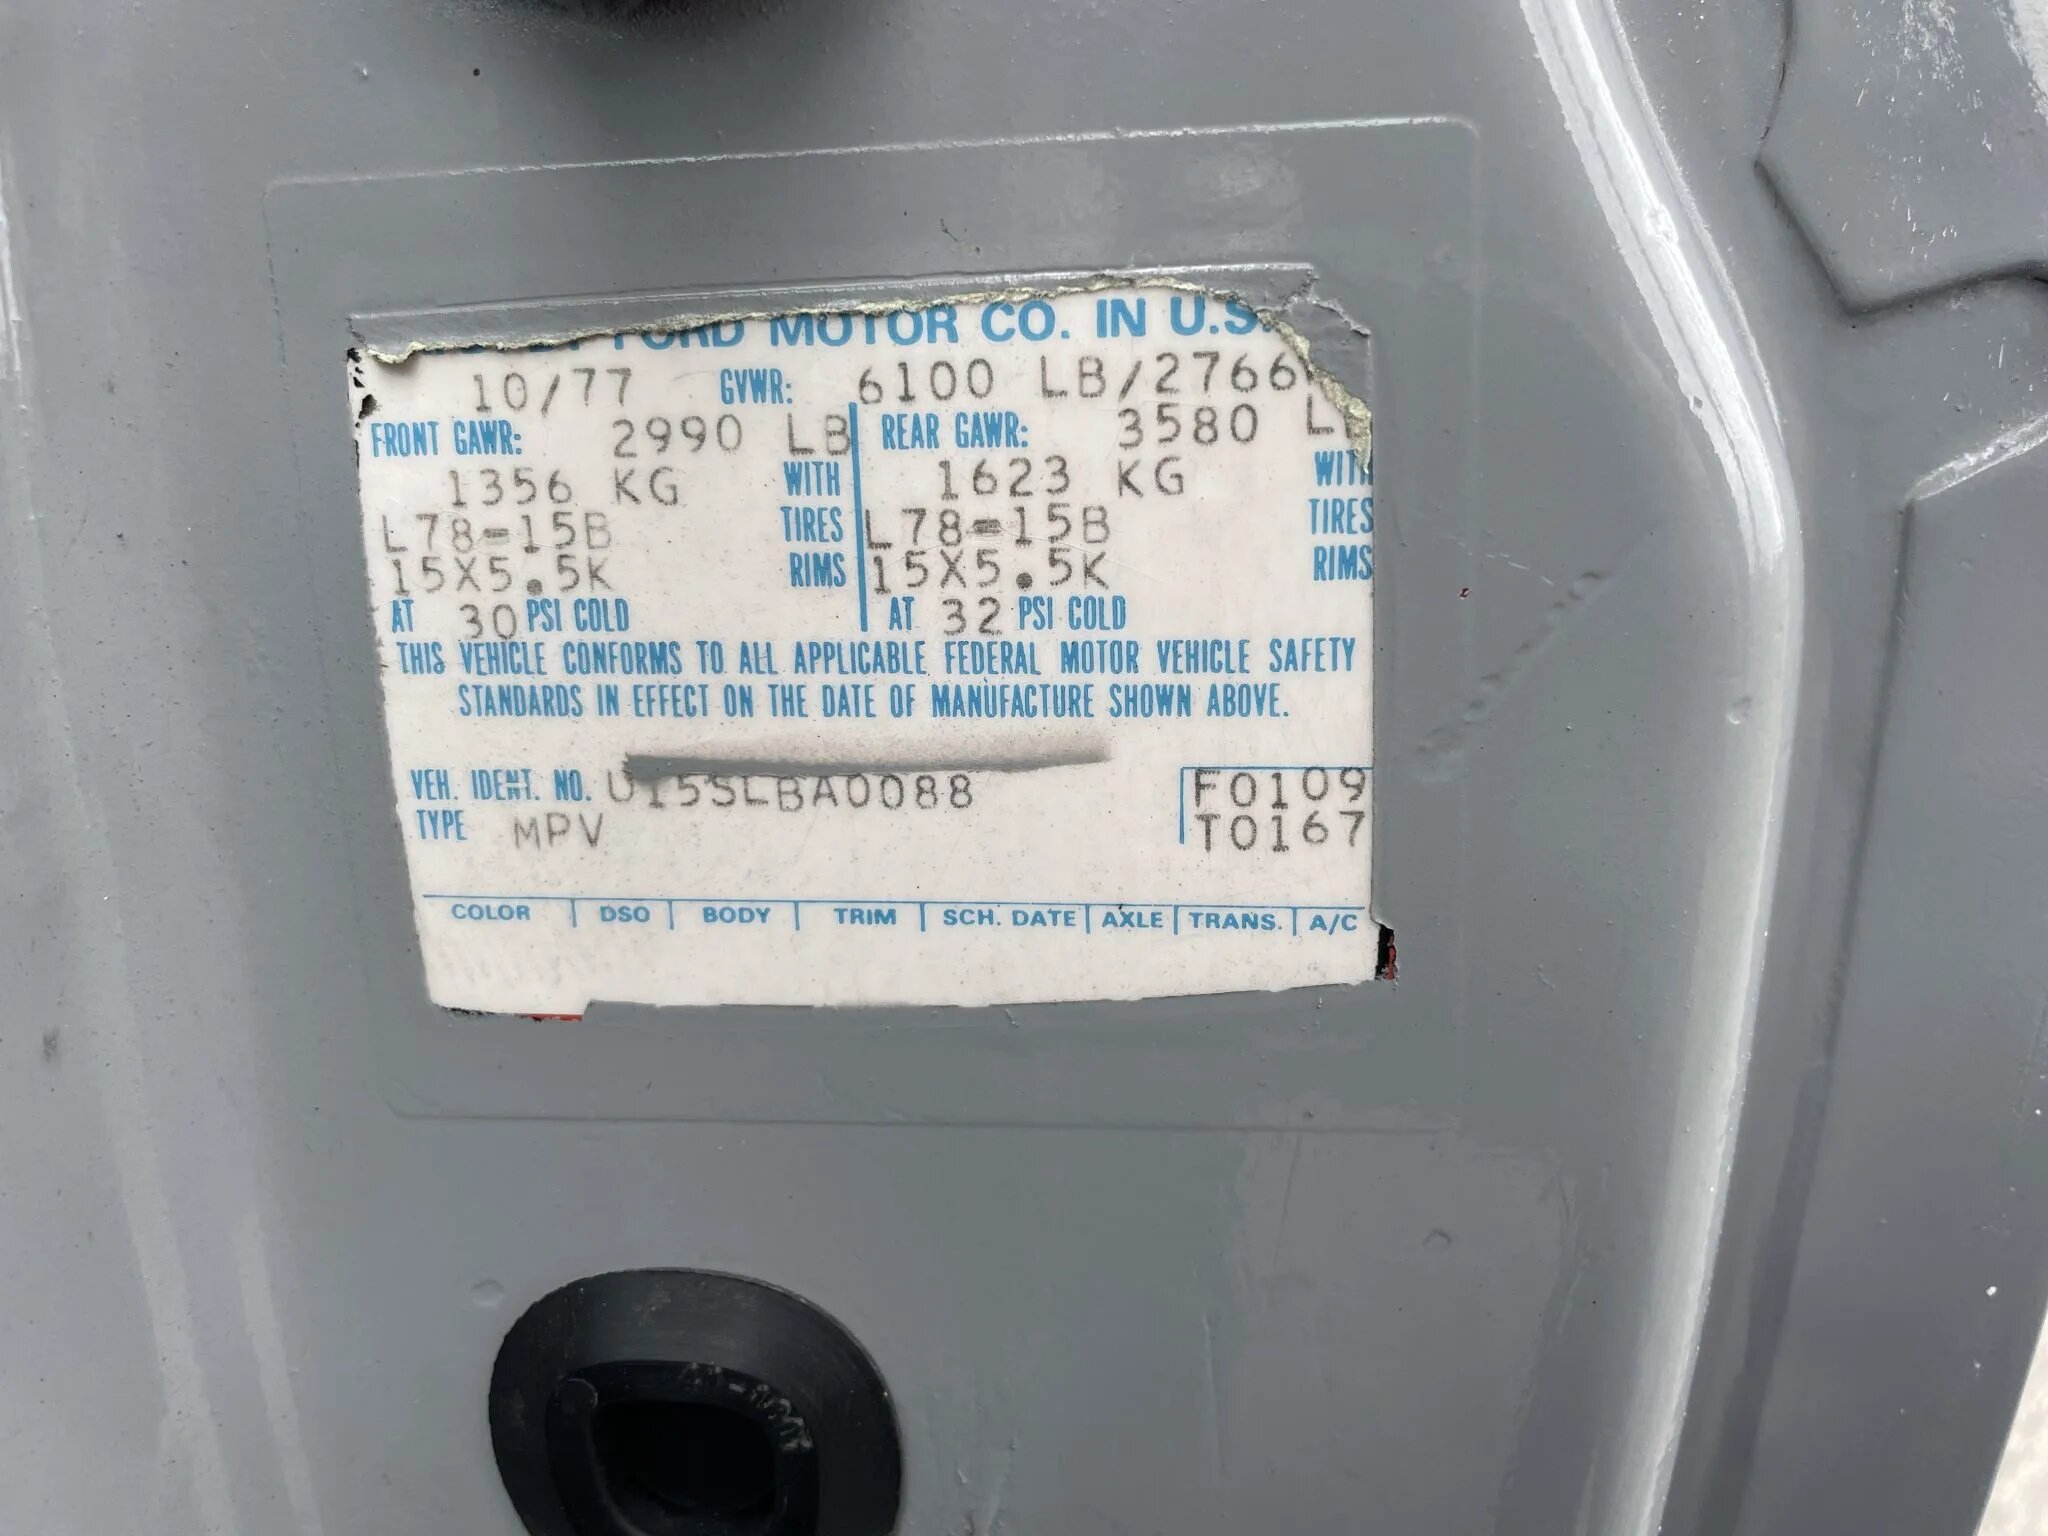 FORD MOTOR CO. IN U.S.
10/77 GVWR: 6100 LB/2766
FRONT GAWR: 2990 LB REAR GAWR: 3580 L
1356 KG WITH 1623 KG WITH
L78-15B TIRES L78-15B TIRES
15X5.5K RIMS 15X5.5K RIMS
AT 30 PSI COLD AT 32 PSI COLD
THIS VEHICLE CONFORMS TO ALL APPLICABLE FEDERAL MOTOR VEHICLE SAFETY
STANDARDS IN EFFECT ON THE DATE OF MANUFACTURE SHOWN ABOVE.
VEH. IDENT. NO. U15SLBA0088 F0109
TYPE MPV T0167
COLOR DSO BODY TRIM SCH. DATE AXLE TRANS. A/C